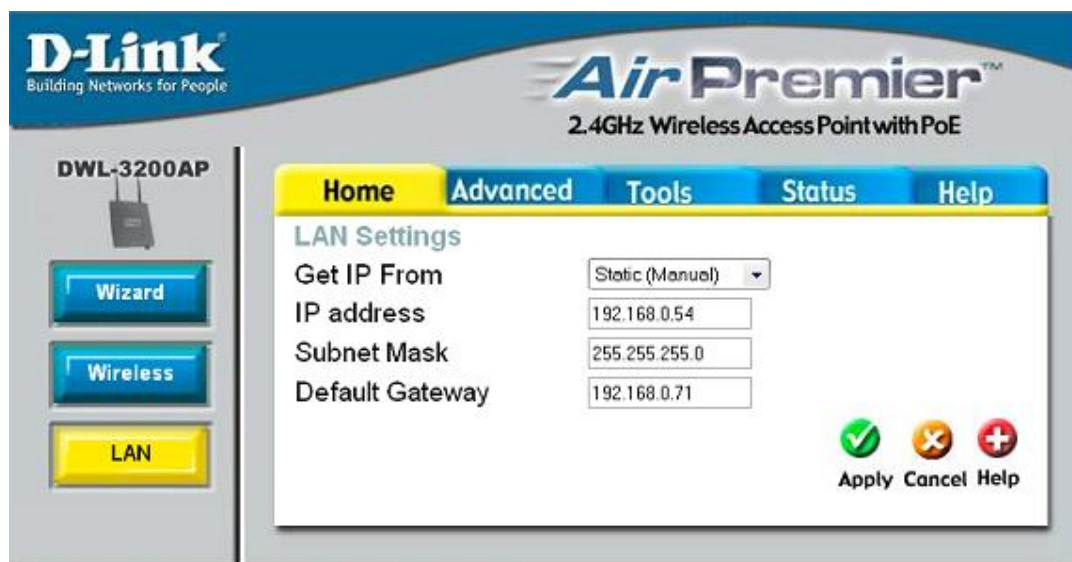 D-Link
Building Networks for People
Air Premier™
2.4GHz Wireless Access Point with PoE
DWL-3200AP
Home Advanced Tools Status Help
Wizard
Wireless
LAN
LAN Settings
Get IP From Static (Manual)
IP address 192.168.0.54
Subnet Mask 255.255.255.0
Default Gateway 192.168.0.71
Apply Cancel Help